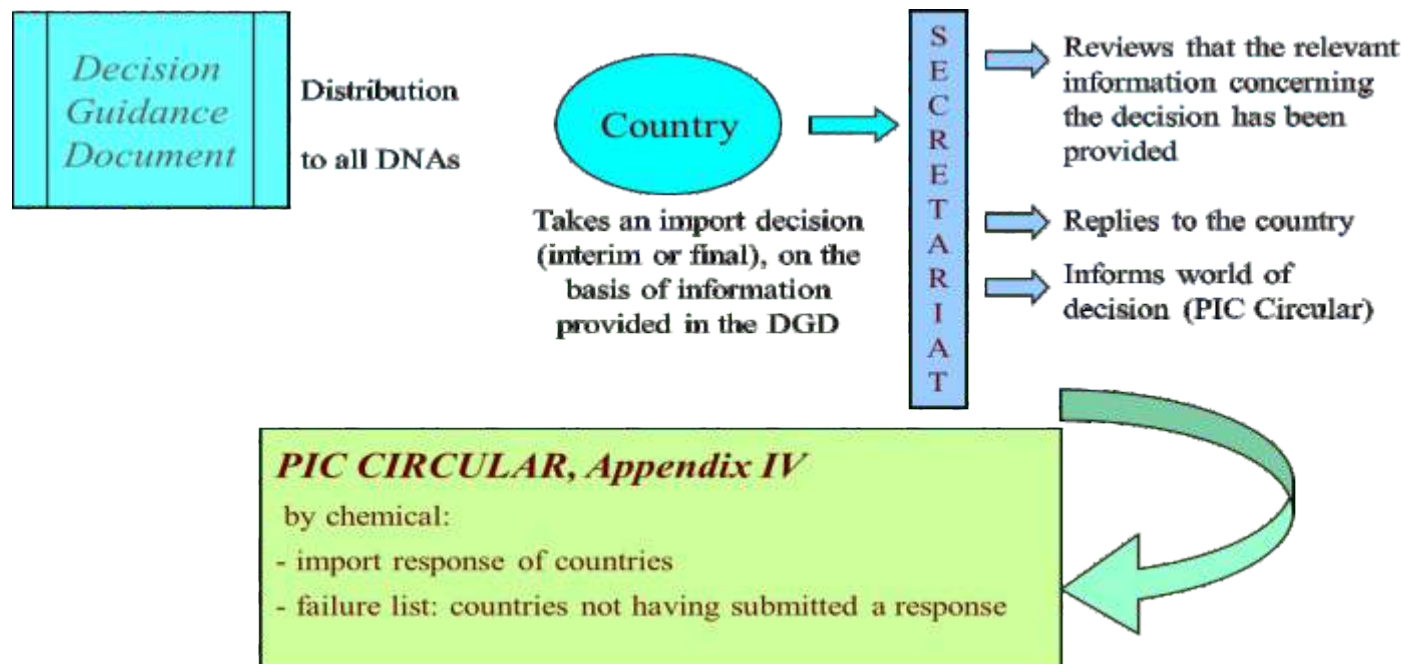 Decision
Guidance
Document
Distribution
to all DNAs
Country
Takes an import decision
(interim or final), on the
basis of information
provided in the DGD
SECRETARIAT
Reviews that the relevant
information concerning
the decision has been
provided
Replies to the country
Informs world of
decision (PIC Circular)
PIC CIRCULAR, Appendix IV
by chemical:
- import response of countries
- failure list: countries not having submitted a response